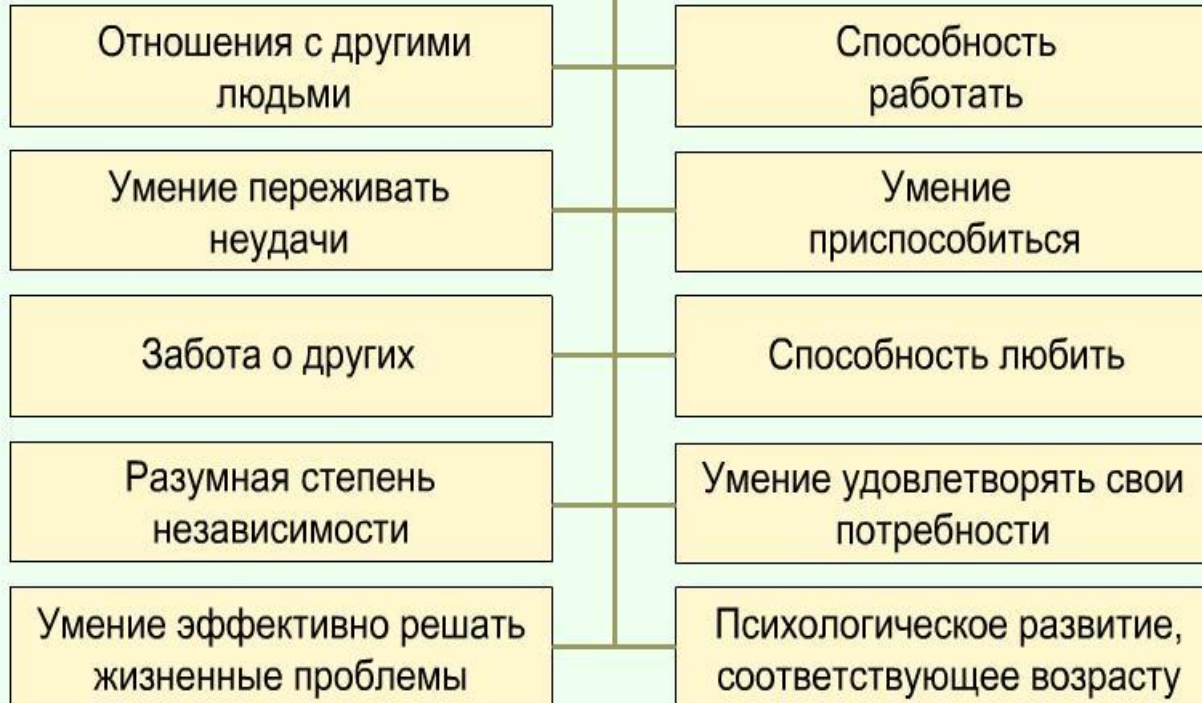 Отношения с другими
людьми
Способность
работать
Умение переживать
неудачи
Умение
приспособиться
Забота о других
Способность любить
Разумная степень
независимости
Умение удовлетворять свои
потребности
Умение эффективно решать
жизненные проблемы
Психологическое развитие,
соответствующее возрасту